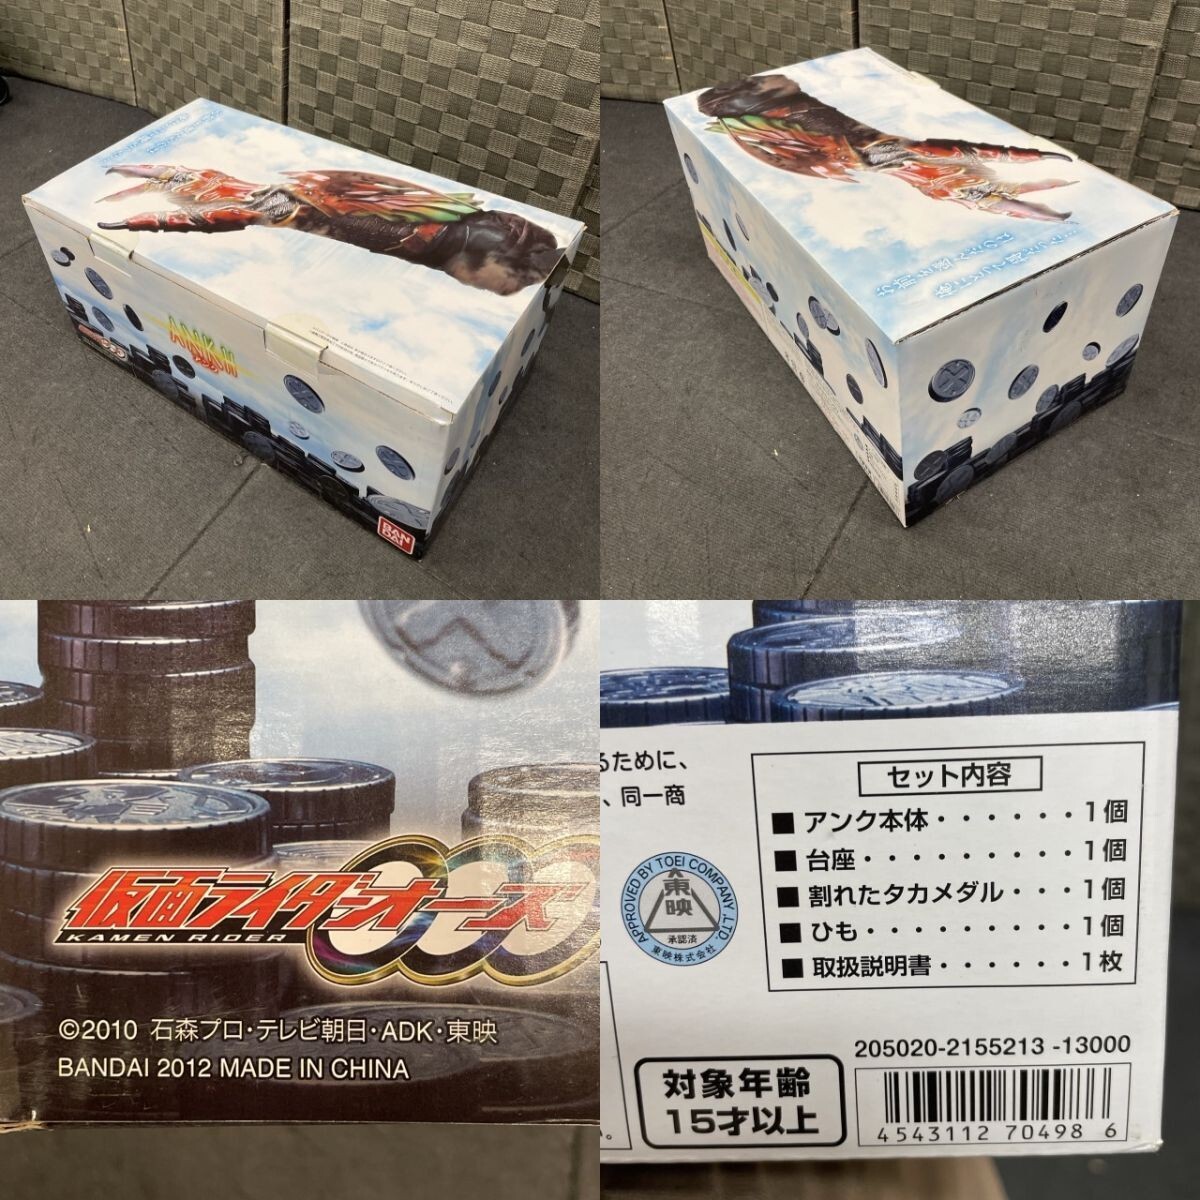 ANKH
BAN
DAI
仮面ライダーオーズ
KAMEN RIDER
©2010 石森プロ・テレビ朝日・ADK・東映
BANDAI 2012 MADE IN CHINA
るために、
、同一商
セット内容
■ アンク本体・・・・・・1個
■ 台座・・・・・・・・・1個
■ 割れたタカメダル・・・1個
■ ひも・・・・・・・・・1個
■ 取扱説明書・・・・・・1枚
APPROVED BY TOEI COMPANY, LTD.
東映
承認済
東映株式会社
205020-2155213 -13000
対象年齢
15才以上
4543112 70498 6